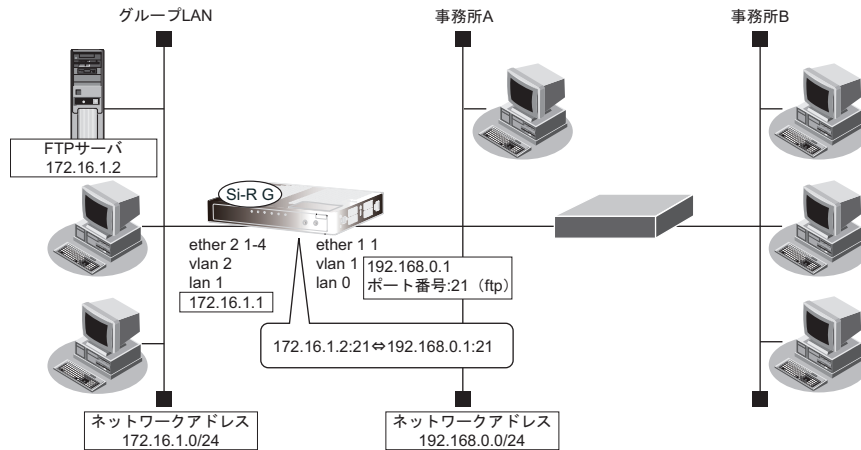 グループLAN
事務所A
事務所B
FTPサーバ
172.16.1.2
Si-R G
ether 2 1-4
vlan 2
lan 1
172.16.1.1
ether 1 1
vlan 1
lan 0
192.168.0.1
ポート番号:21（ftp）
172.16.1.2:21⇔192.168.0.1:21
ネットワークアドレス
172.16.1.0/24
ネットワークアドレス
192.168.0.0/24